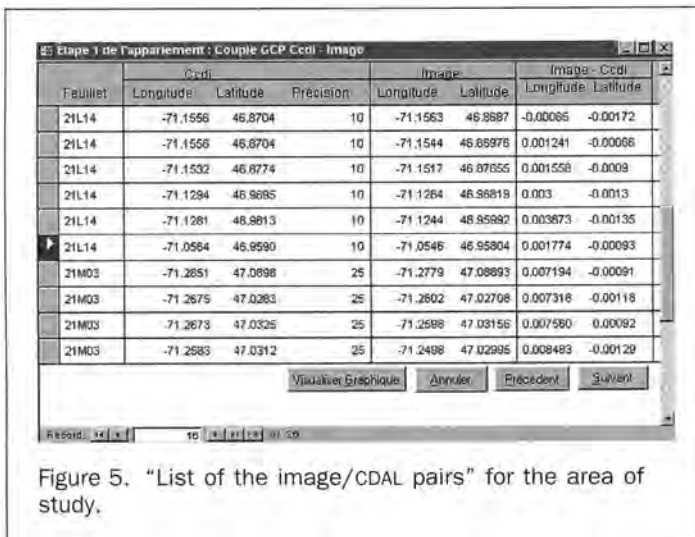 Etape 1 de l'appariement : Couple GCP Ccdi - Image
Ccdi Image Image - Ccdi
Feuillet Longitude Latitude Précision Longitude Latitude Longitude Latitude
21L14 -71.1556 46.8704 10 -71.1563 46.8687 -0.00065 -0.00172
21L14 -71.1556 46.8704 10 -71.1544 46.86976 0.001241 -0.00066
21L14 -71.1532 46.8774 10 -71.1517 46.87655 0.001558 -0.0009
21L14 -71.1294 46.9695 10 -71.1264 46.96819 0.003 -0.0013
21L14 -71.1281 46.9613 10 -71.1244 46.95992 0.003673 -0.00135
21L14 -71.0564 46.9590 10 -71.0546 46.95804 0.001774 -0.00093
21M03 -71.2851 47.0898 25 -71.2779 47.08893 0.007194 -0.00091
21M03 -71.2675 47.0283 25 -71.2602 47.02708 0.007316 -0.00118
21M03 -71.2673 47.0325 25 -71.2598 47.03156 0.007560 0.00092
21M03 -71.2583 47.0312 25 -71.2498 47.02995 0.008483 -0.00129
Visualiser Graphique Annuler Précédent Suivant
Record: 16 of 29
Figure 5. "List of the image/CDAL pairs" for the area of
study.